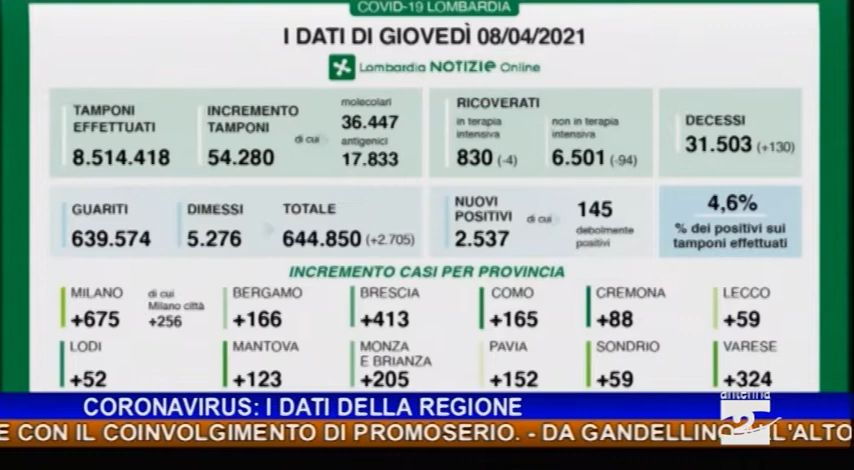 COVID-19 LOMBARDIA
I DATI DI GIOVEDÌ 08/04/2021
Lombardia NOTIZIE Online
TAMPONI
EFFETTUATI
8.514.418
INCREMENTO
TAMPONI
54.280
di cui
molecolari
36.447
antigenici
17.833
RICOVERATI
in terapia
intensiva
830 (-4)
non in terapia
intensiva
6.501 (-94)
DECESSI
31.503 (+130)
GUARITI
639.574
DIMESSI
5.276
TOTALE
644.850 (+2.705)
NUOVI
POSITIVI
2.537
di cui
145
debolmente
positivi
4,6%
% dei positivi sui
tamponi effettuati
INCREMENTO CASI PER PROVINCIA
MILANO
+675
di cui
Milano città
+256
BERGAMO
+166
BRESCIA
+413
COMO
+165
CREMONA
+88
LECCO
+59
LODI
+52
MANTOVA
+123
MONZA
E BRIANZA
+205
PAVIA
+152
SONDRIO
+59
VARESE
+324
CORONAVIRUS: I DATI DELLA REGIONE
antenna
2
E CON IL COINVOLGIMENTO DI PROMOSERIO. - DA GANDELLINO ALL'ALTO